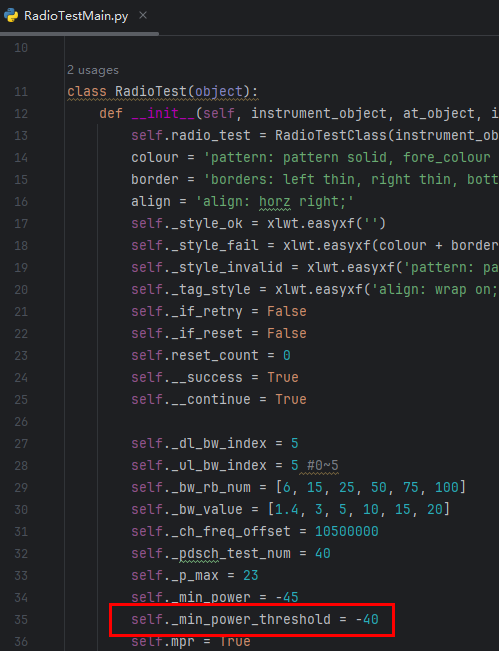 RadioTestMain.py ×
10
2 usages
11 class RadioTest(object):
12 def __init__(self, instrument_object, at_object, i
13 self.radio_test = RadioTestClass(instrument_ob
14 colour = 'pattern: pattern solid, fore_colour
15 border = 'borders: left thin, right thin, bott
16 align = 'align: horz right;'
17 self._style_ok = xlwt.easyxf('')
18 self._style_fail = xlwt.easyxf(colour + border
19 self._style_invalid = xlwt.easyxf('pattern: pa
20 self._tag_style = xlwt.easyxf('align: wrap on;
21 self._if_retry = False
22 self._if_reset = False
23 self.reset_count = 0
24 self.__success = True
25 self.__continue = True
26
27 self._dl_bw_index = 5
28 self._ul_bw_index = 5 #0~5
29 self._bw_rb_num = [6, 15, 25, 50, 75, 100]
30 self._bw_value = [1.4, 3, 5, 10, 15, 20]
31 self._ch_freq_offset = 10500000
32 self._pdsch_test_num = 40
33 self._p_max = 23
34 self._min_power = -45
35 self._min_power_threshold = -40
36 self.mpr = True